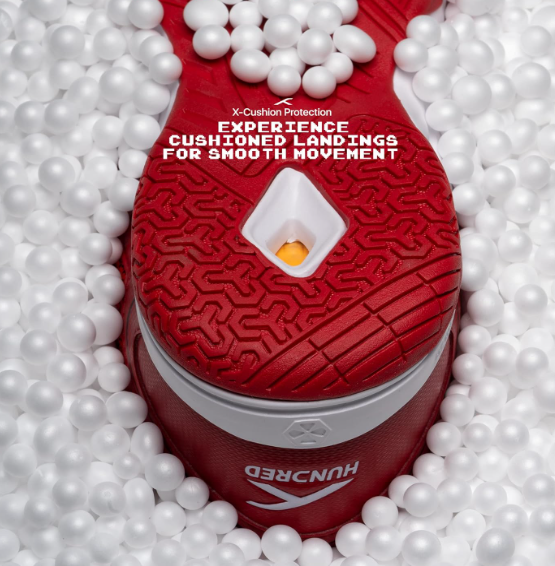 X-Cushion Protection
EXPERIENCE
CUSHIONED LANDINGS
FOR SMOOTH MOVEMENT
HUNDRED